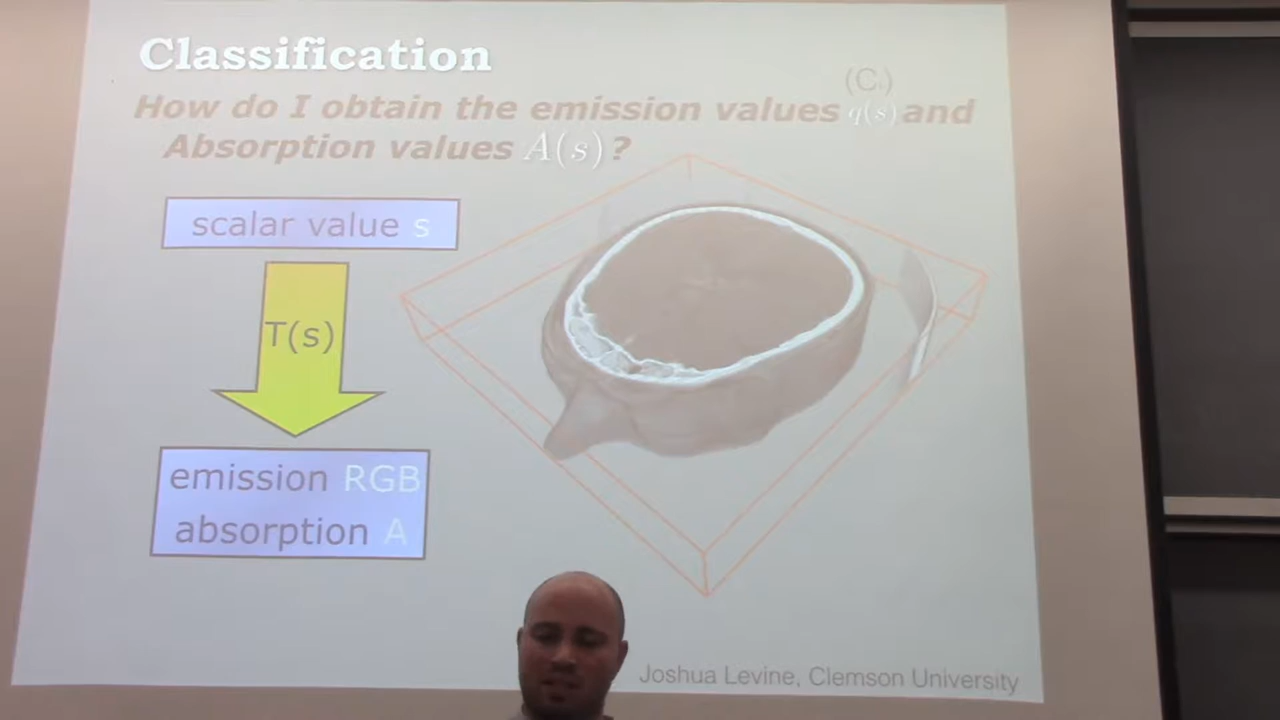 Classification
(C.)
How do I obtain the emission values q(s) and
Absorption values A(s) ?
scalar value s
T(s)
emission RGB
absorption A
Joshua Levine, Clemson University